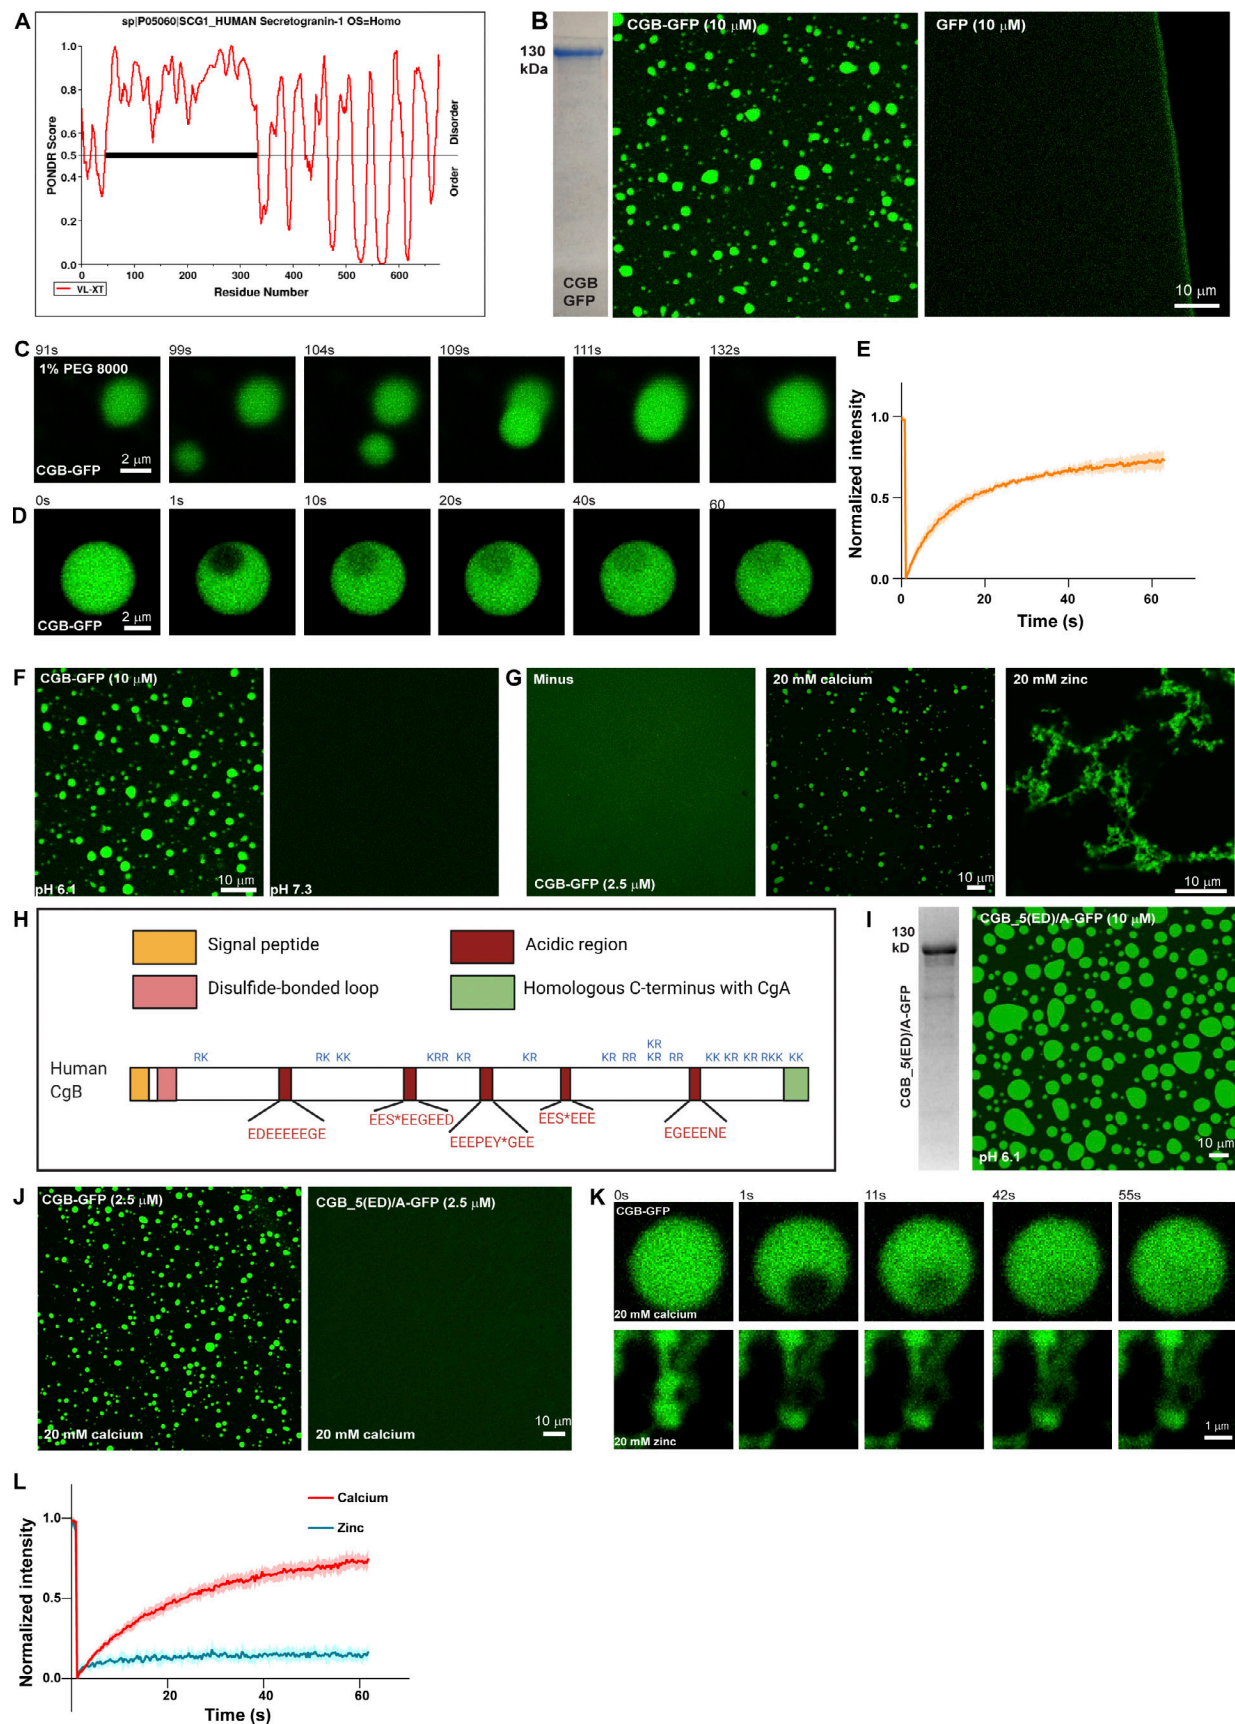 A
sp|P05060|SCG1_HUMAN Secretogranin-1 OS=Homo
1.0
0.8
0.6
0.5
0.4
0.2
0.0
PONDR Score
Disorder
Order
0 100 200 300 400 500 600
Residue Number
VL-XT
B
130
kDa
CGB
GFP
CGB-GFP (10 μM)
GFP (10 μM)
10 μm
C
91s 99s 104s 109s 111s 132s
1% PEG 8000
CGB-GFP
2 μm
D
0s 1s 10s 20s 40s 60
CGB-GFP
2 μm
E
Normalized intensity
1.0
0.5
0.0
0 20 40 60
Time (s)
F
CGB-GFP (10 μM)
pH 6.1
10 μm
pH 7.3
G
Minus
CGB-GFP (2.5 μM)
20 mM calcium
10 μm
20 mM zinc
10 μm
H
Signal peptide
Acidic region
Disulfide-bonded loop
Homologous C-terminus with CgA
KR
RK RK KK KRR KR KR KR RR KR RR KK KR KR RKK KK
Human
CgB
EDEEEEEGE
EES*EEGEED
EEEPEY*GEE
EES*EEE
EGEEENE
I
130
kD
CGB_5(ED)/A-GFP
CGB_5(ED)/A-GFP (10 μM)
pH 6.1
10 μm
J
CGB-GFP (2.5 μM)
20 mM calcium
CGB_5(ED)/A-GFP (2.5 μM)
20 mM calcium
10 μm
K
0s 1s 11s 42s 55s
CGB-GFP
20 mM calcium
20 mM zinc
1 μm
L
Calcium
Zinc
Normalized intensity
1.0
0.5
0.0
20 40 60
Time (s)